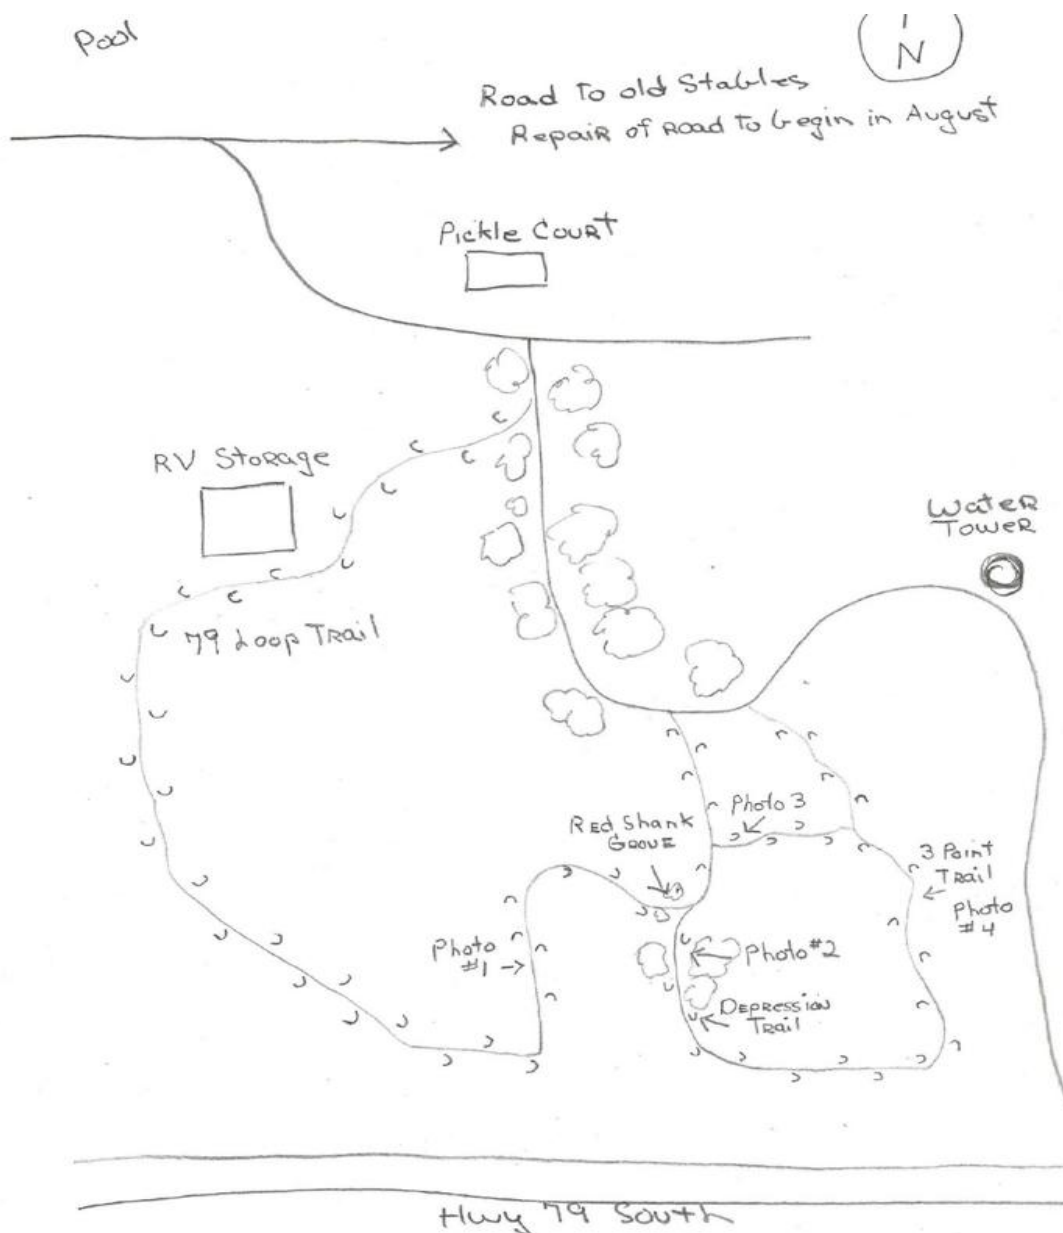 Pool
N
Road To old Stables
Repair of Road To begin in August
Pickle Court
RV Storage
Water
Tower
79 Loop Trail
Photo 3
Red Shank
Grove
3 Point
Trail
Photo
#4
Photo
#1
Photo #2
Depression
Trail
Hwy 79 South